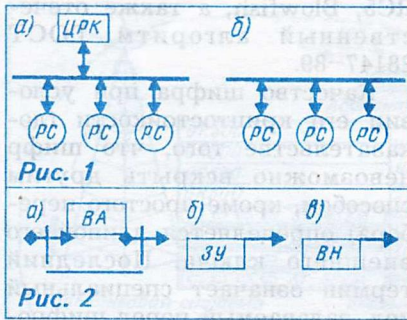 а) ЦРК б)
РС РС РС РС РС РС
Рис. 1
а) ВА б) ЗУ в) ВН
Рис. 2